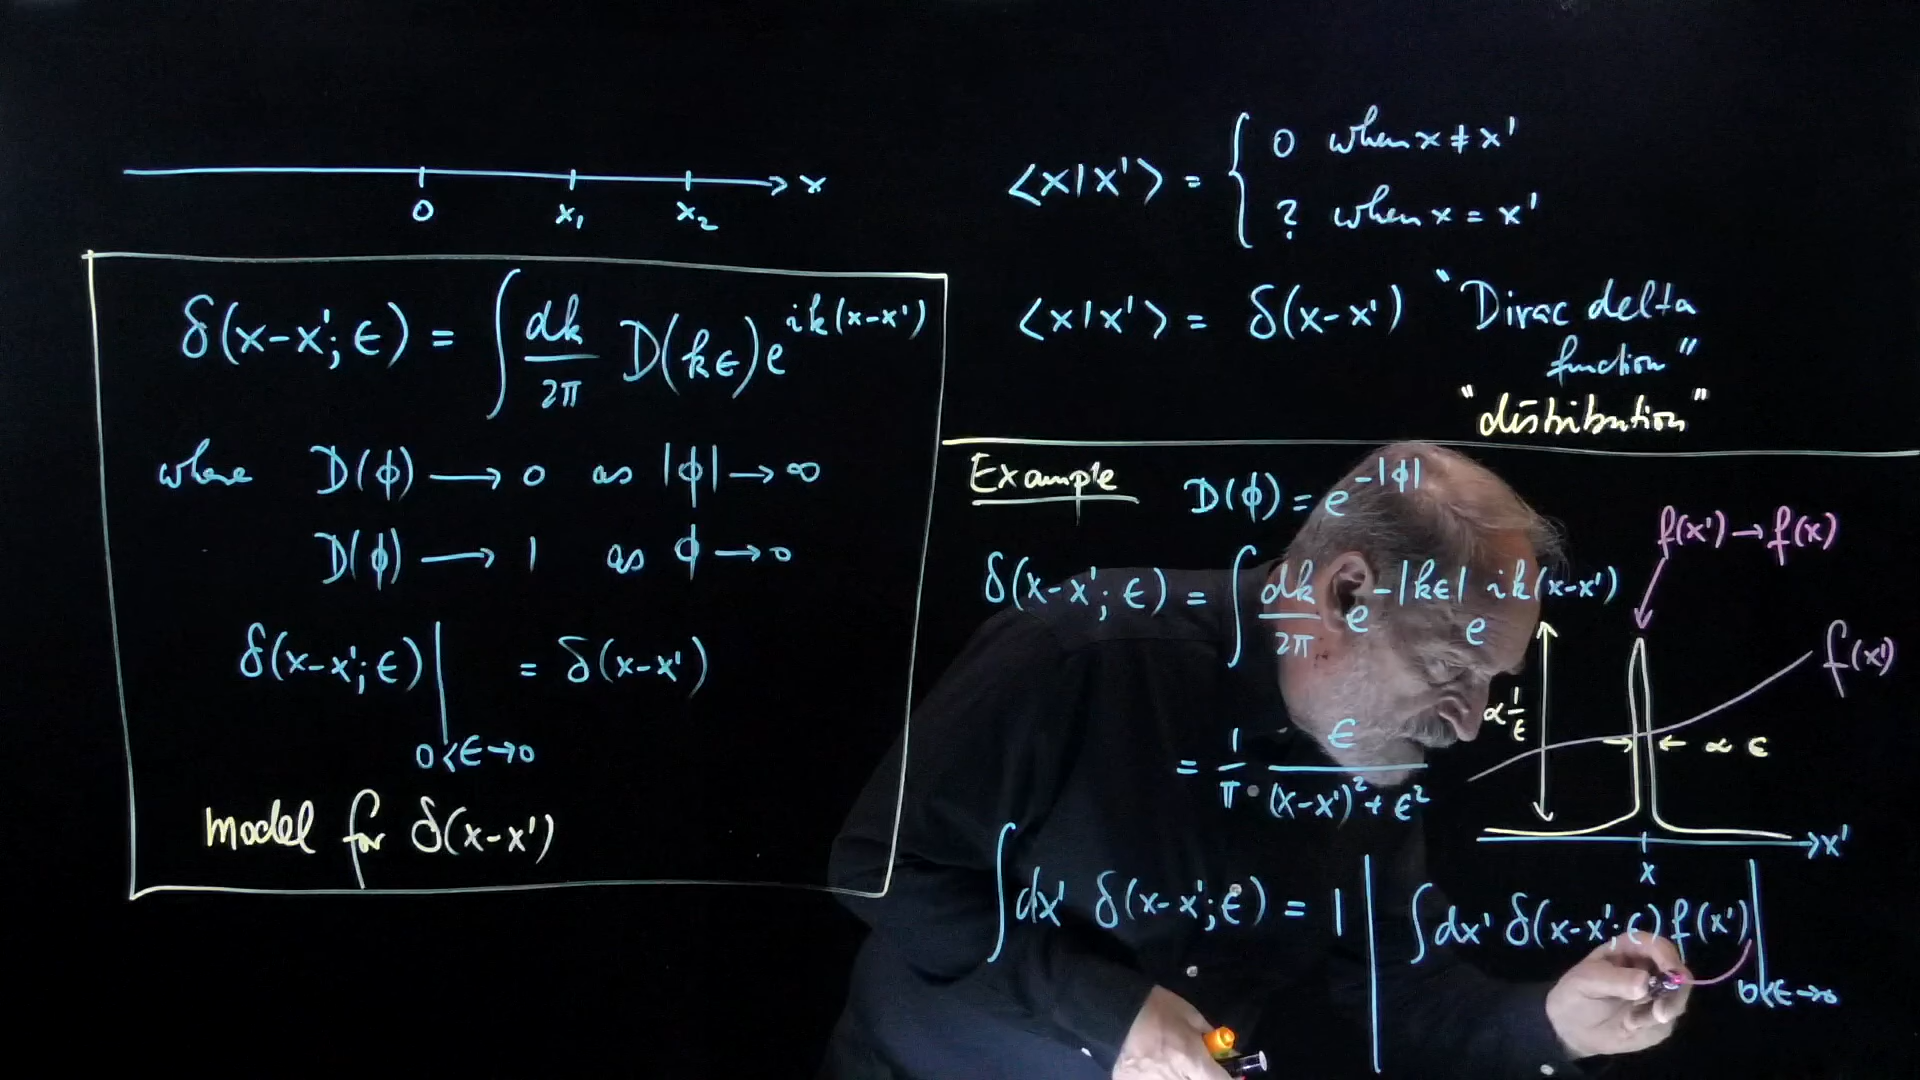 x
0 x₁ x₂
δ(x-x';ϵ) = ∫ dk/2π D(kϵ) e^{ik(x-x')}
where D(ϕ) → 0 as |ϕ| → ∞
D(ϕ) → 1 as ϕ → 0
δ(x-x';ϵ)| = δ(x-x')
0<ϵ→0
model for δ(x-x')
⟨x|x'⟩ = { 0 when x ≠ x'
? when x = x'
⟨x|x'⟩ = δ(x-x') "Dirac delta
function"
"distribution"
Example D(ϕ) = e^{-|ϕ|}
δ(x-x';ϵ) = ∫ dk/2π e^{-|kϵ|} e^{ik(x-x')}
= 1/π · ϵ/((x-x')² + ϵ²)
f(x') → f(x)
f(x')
∝ 1/ϵ
→ ← ∝ ϵ
x'
x
∫dx' δ(x-x';ϵ) = 1
∫dx' δ(x-x';ϵ) f(x')|
0<ϵ→0